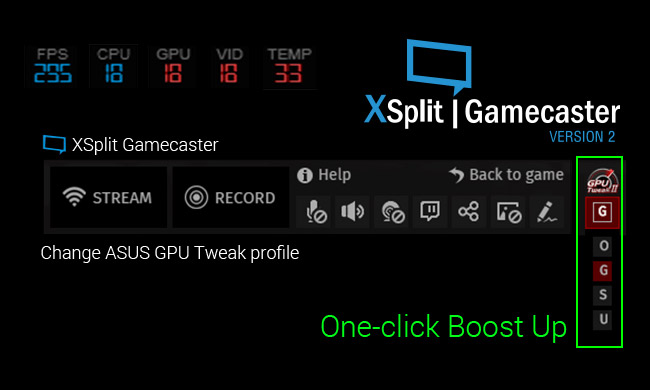 FPS CPU GPU VID TEMP
295 18 18 18 33
XSplit | Gamecaster
VERSION 2
XSplit Gamecaster
STREAM RECORD
Help Back to game
GPU
Tweak II
G
Change ASUS GPU Tweak profile
O
G
S
U
One-click Boost Up